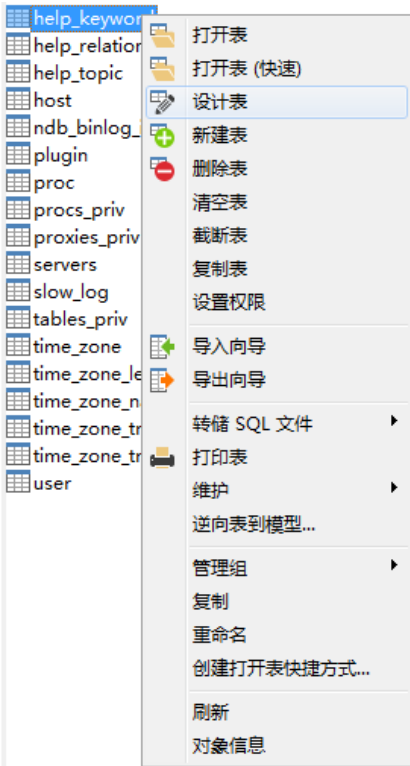 help_keyword
help_relation
help_topic
host
ndb_binlog_
plugin
proc
procs_priv
proxies_priv
servers
slow_log
tables_priv
time_zone
time_zone_le
time_zone_n
time_zone_tr
time_zone_tr
user
打开表
打开表 (快速)
设计表
新建表
删除表
清空表
截断表
复制表
设置权限
导入向导
导出向导
转储 SQL 文件
打印表
维护
逆向表到模型...
管理组
复制
重命名
创建打开表快捷方式...
刷新
对象信息